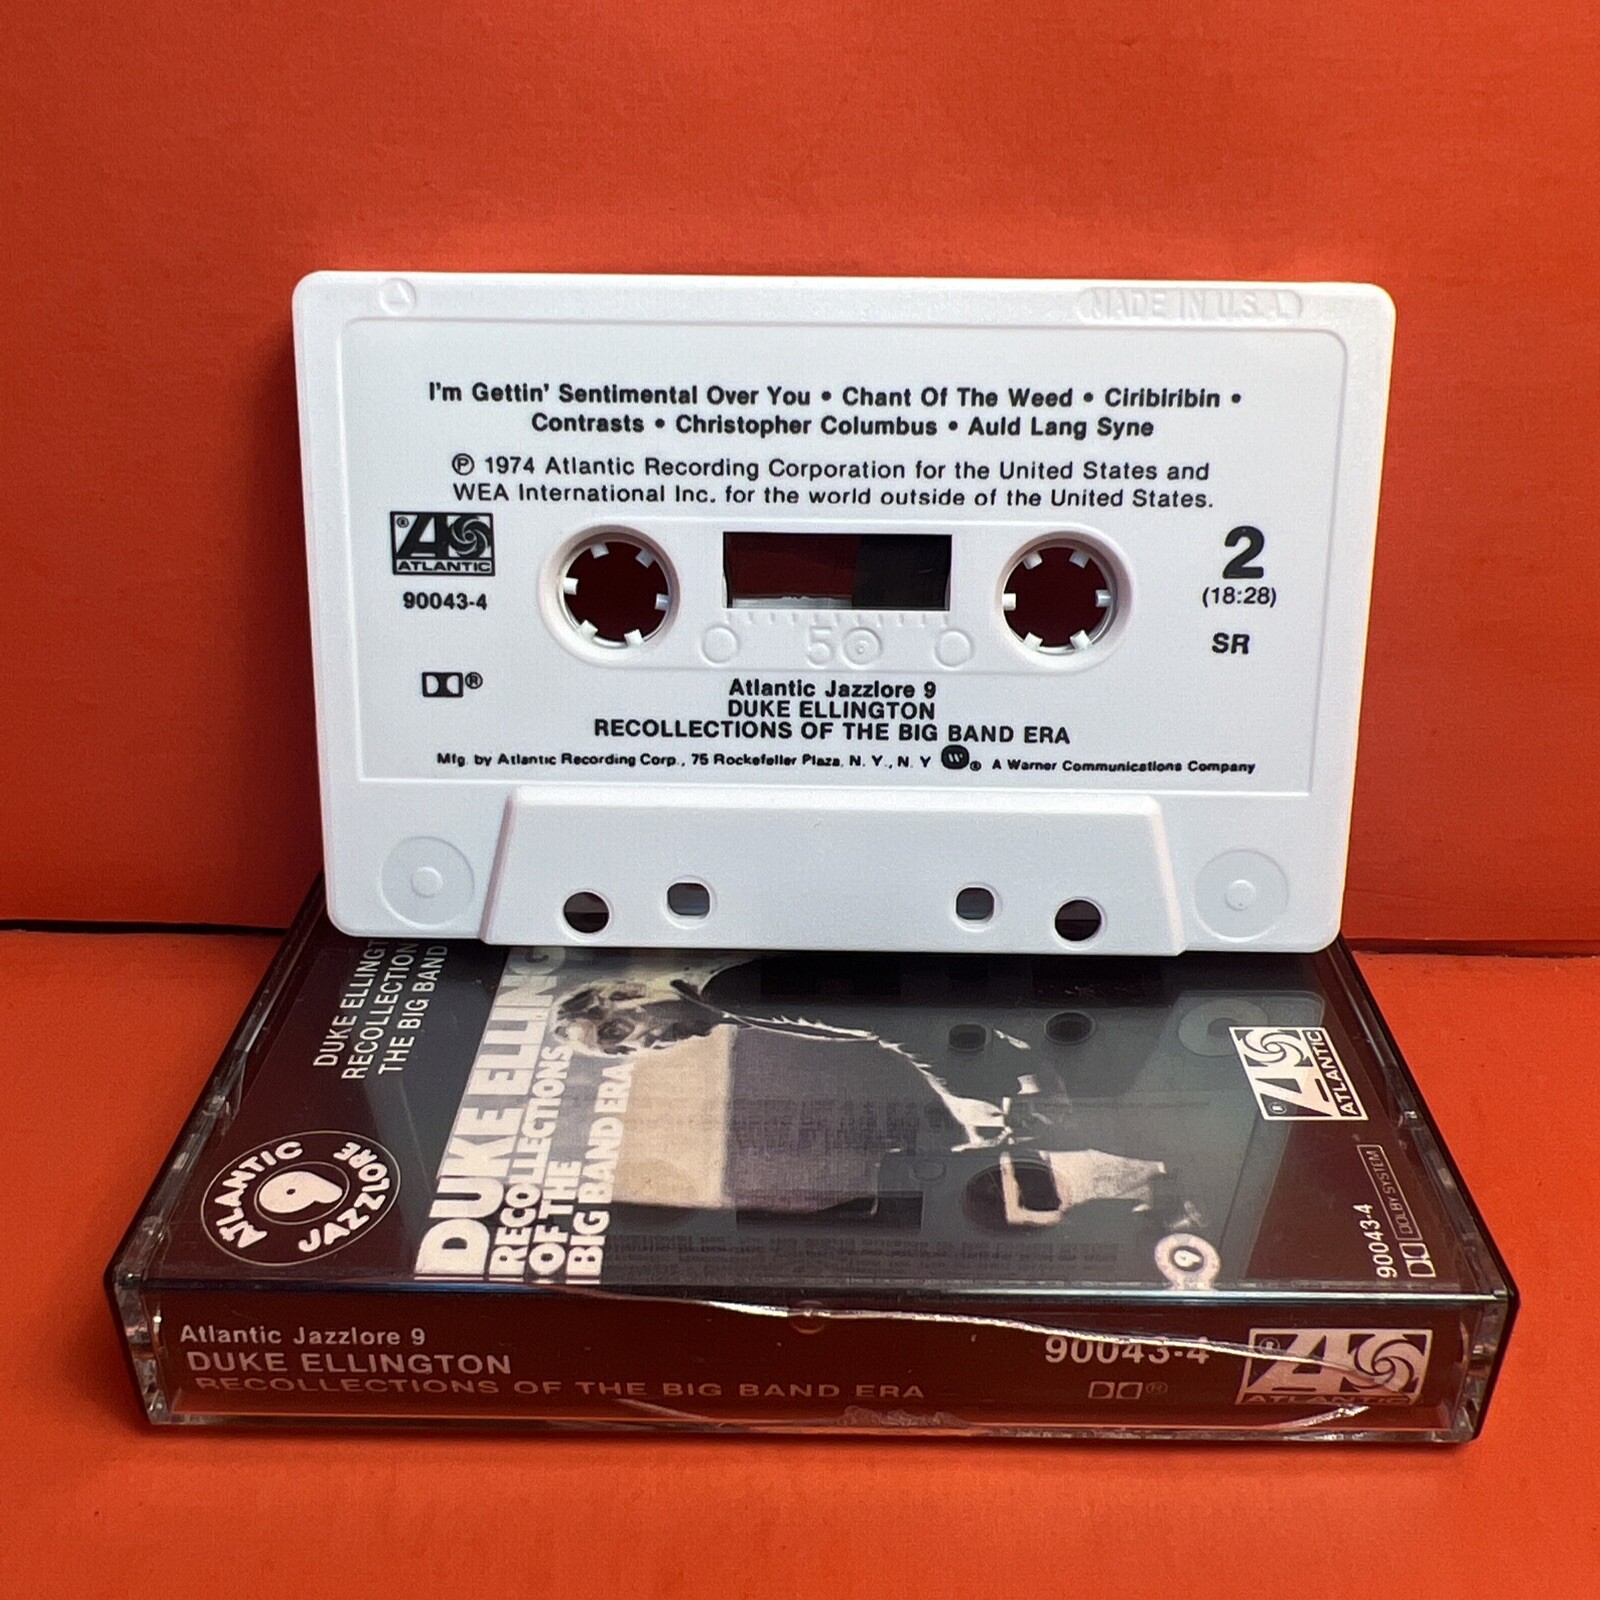 MADE IN U.S.A.
I'm Gettin' Sentimental Over You • Chant Of The Weed • Ciribiribin •
Contrasts • Christopher Columbus • Auld Lang Syne
℗ 1974 Atlantic Recording Corporation for the United States and
WEA International Inc. for the world outside of the United States.
® ATLANTIC
90043-4
2
(18:28)
SR
50
®
Atlantic Jazzlore 9
DUKE ELLINGTON
RECOLLECTIONS OF THE BIG BAND ERA
Mfg. by Atlantic Recording Corp., 75 Rockefeller Plaza, N. Y., N. Y. ® A Warner Communications Company
DUKE ELLINGT
RECOLLECTION
THE BIG BAND
ATLANTIC 9 JAZZLORE
DUKE ELLING
RECOLLECTIONS
OF THE
BIG BAND ERA
9
® ATLANTIC
90043-4
DOLBY SYSTEM
Atlantic Jazzlore 9
DUKE ELLINGTON
RECOLLECTIONS OF THE BIG BAND ERA
90043-4
®
® ATLANTIC